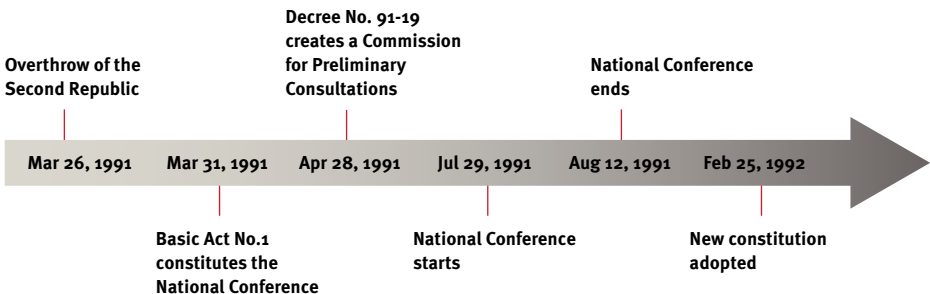 Decree No. 91-19
creates a Commission
for Preliminary
Consultations
Overthrow of the
Second Republic
National Conference
ends
Mar 26, 1991
Mar 31, 1991
Apr 28, 1991
Jul 29, 1991
Aug 12, 1991
Feb 25, 1992
Basic Act No.1
constitutes the
National Conference
National Conference
starts
New constitution
adopted